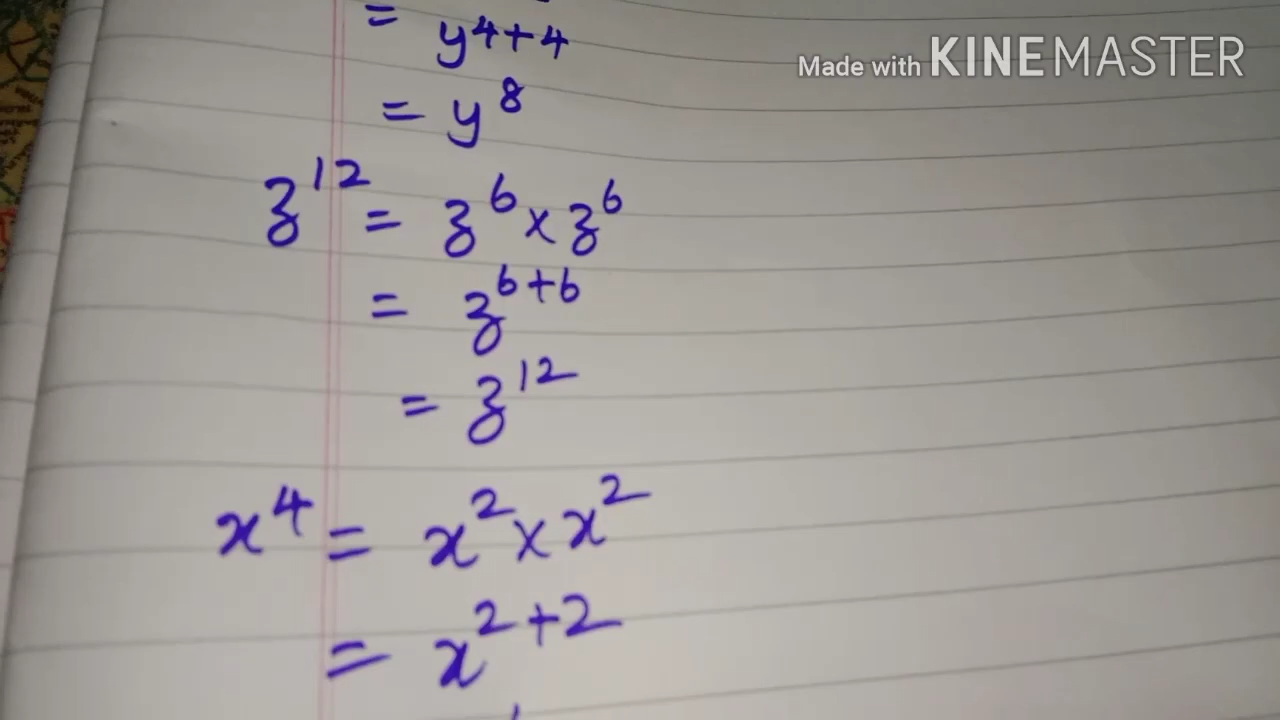 = y⁴⁺⁴
Made with KINEMASTER
= y⁸
z¹² = z⁶ × z⁶
= z⁶⁺⁶
= z¹²
x⁴ = x² × x²
= x²⁺²